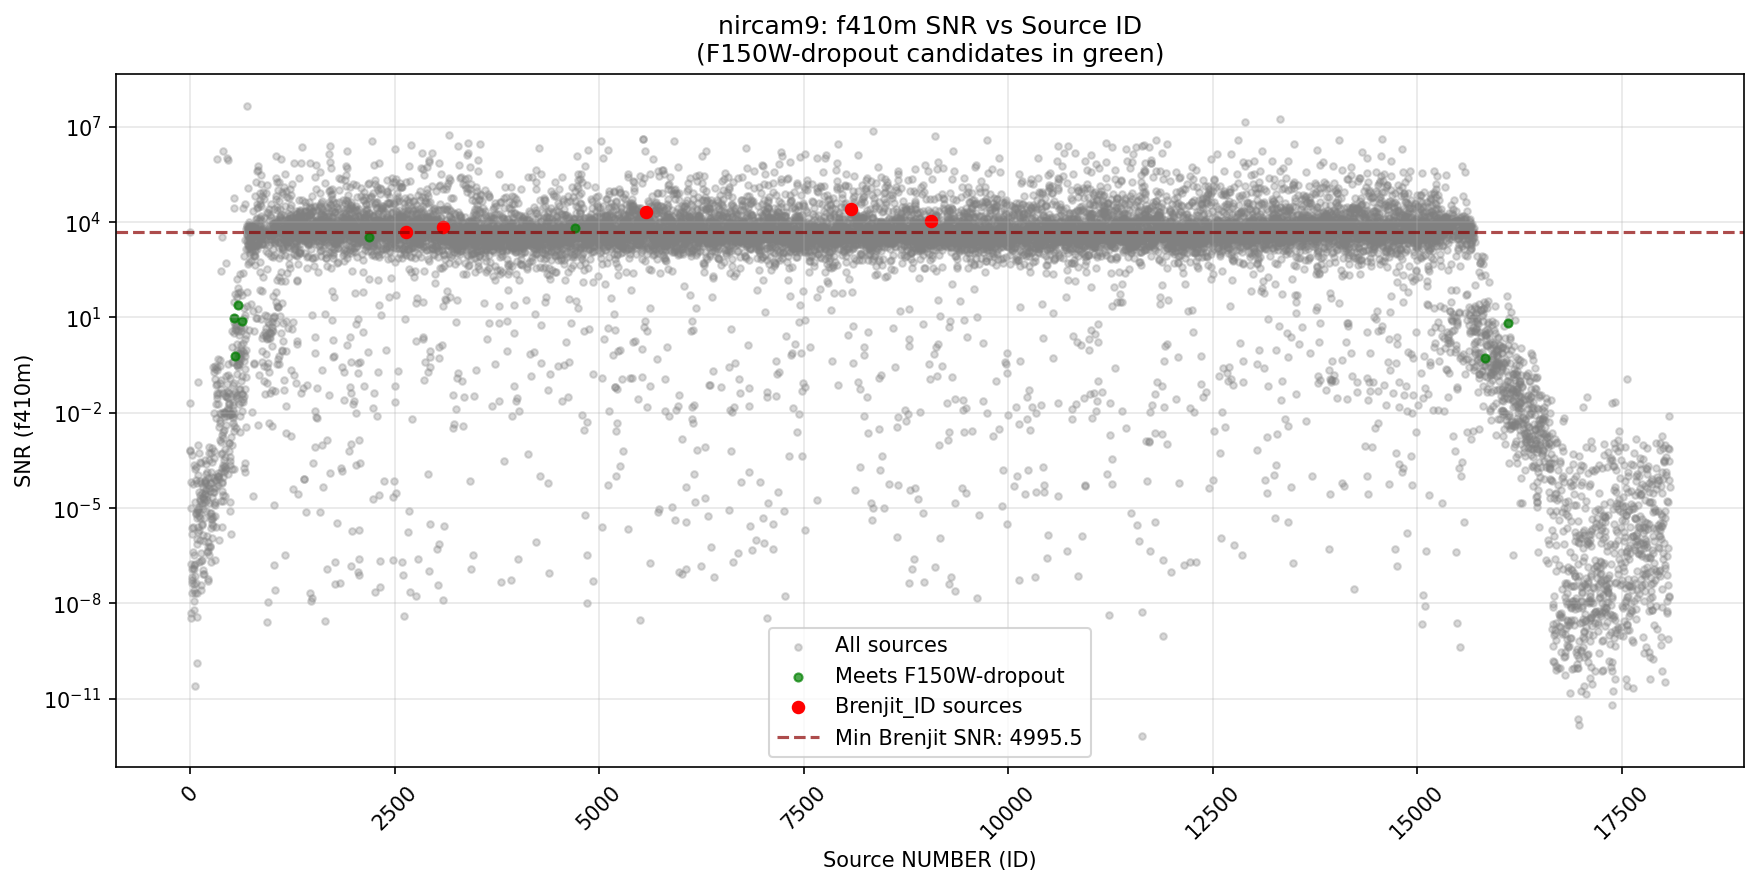 nircam9: f410m SNR vs Source ID
(F150W-dropout candidates in green)
SNR (f410m)
10^7
10^4
10^1
10^-2
10^-5
10^-8
10^-11
All sources
Meets F150W-dropout
Brenjit_ID sources
Min Brenjit SNR: 4995.5
0
2500
5000
7500
10000
12500
15000
17500
Source NUMBER (ID)